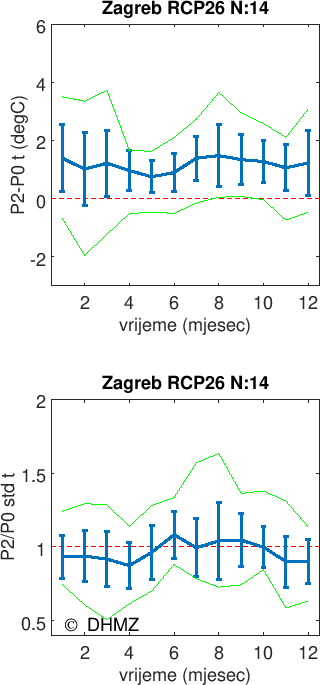 Zagreb RCP26 N:14
6
4
2
0
-2
P2-P0 t (degC)
2 4 6 8 10 12
vrijeme (mjesec)
Zagreb RCP26 N:14
2
1.5
1
0.5
P2/P0 std t
© DHMZ
2 4 6 8 10 12
vrijeme (mjesec)